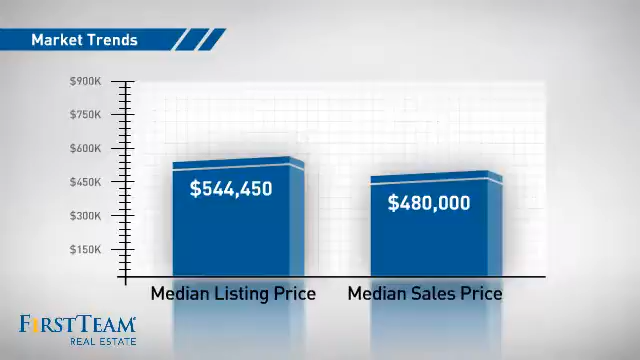 Market Trends
$900K
$750K
$600K
$450K
$300K
$150K
$544,450
$480,000
Median Listing Price
Median Sales Price
FIRSTTEAM®
REAL ESTATE